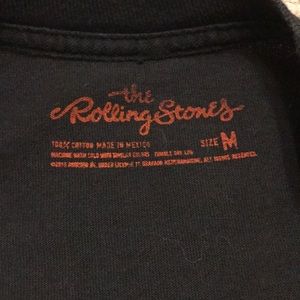 the
Rolling Stones
100% COTTON MADE IN MEXICO
SIZE M
MACHINE WASH COLD WITH SIMILAR COLORS TUMBLE DRY LOW
UNDER LICENSE TO BRAVADO MERCHANDISE. ALL RIGHTS RESERVED.